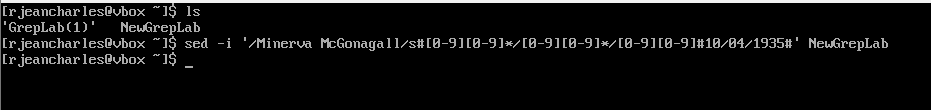 [rjeancharles@vbox ~]$ ls
'GrepLab(1)'   NewGrepLab
[rjeancharles@vbox ~]$ sed -i '/Minerva McGonagall/s#[0-9][0-9]*/[0-9][0-9]*/[0-9][0-9]#10/04/1935#' NewGrepLab
[rjeancharles@vbox ~]$ _